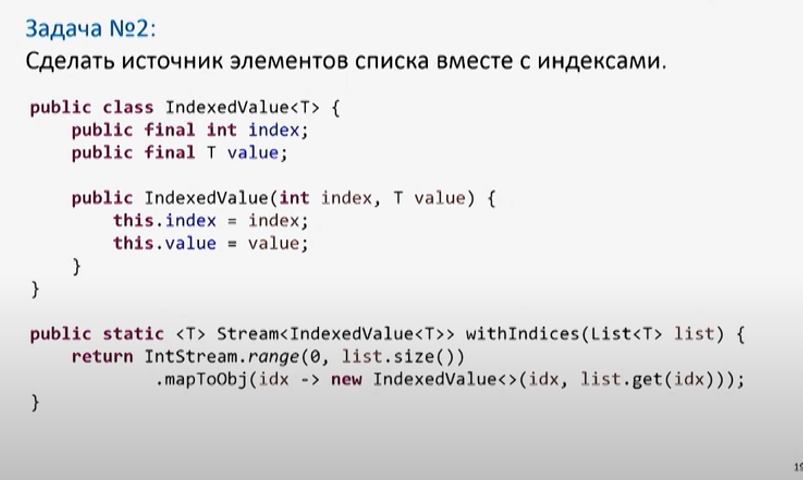 Задача №2:
Сделать источник элементов списка вместе с индексами.
public class IndexedValue<T> {
    public final int index;
    public final T value;
    public IndexedValue(int index, T value) {
        this.index = index;
        this.value = value;
    }
}
public static <T> Stream<IndexedValue<T>> withIndices(List<T> list) {
    return IntStream.range(0, list.size())
            .mapToObj(idx -> new IndexedValue<>(idx, list.get(idx)));
}
19